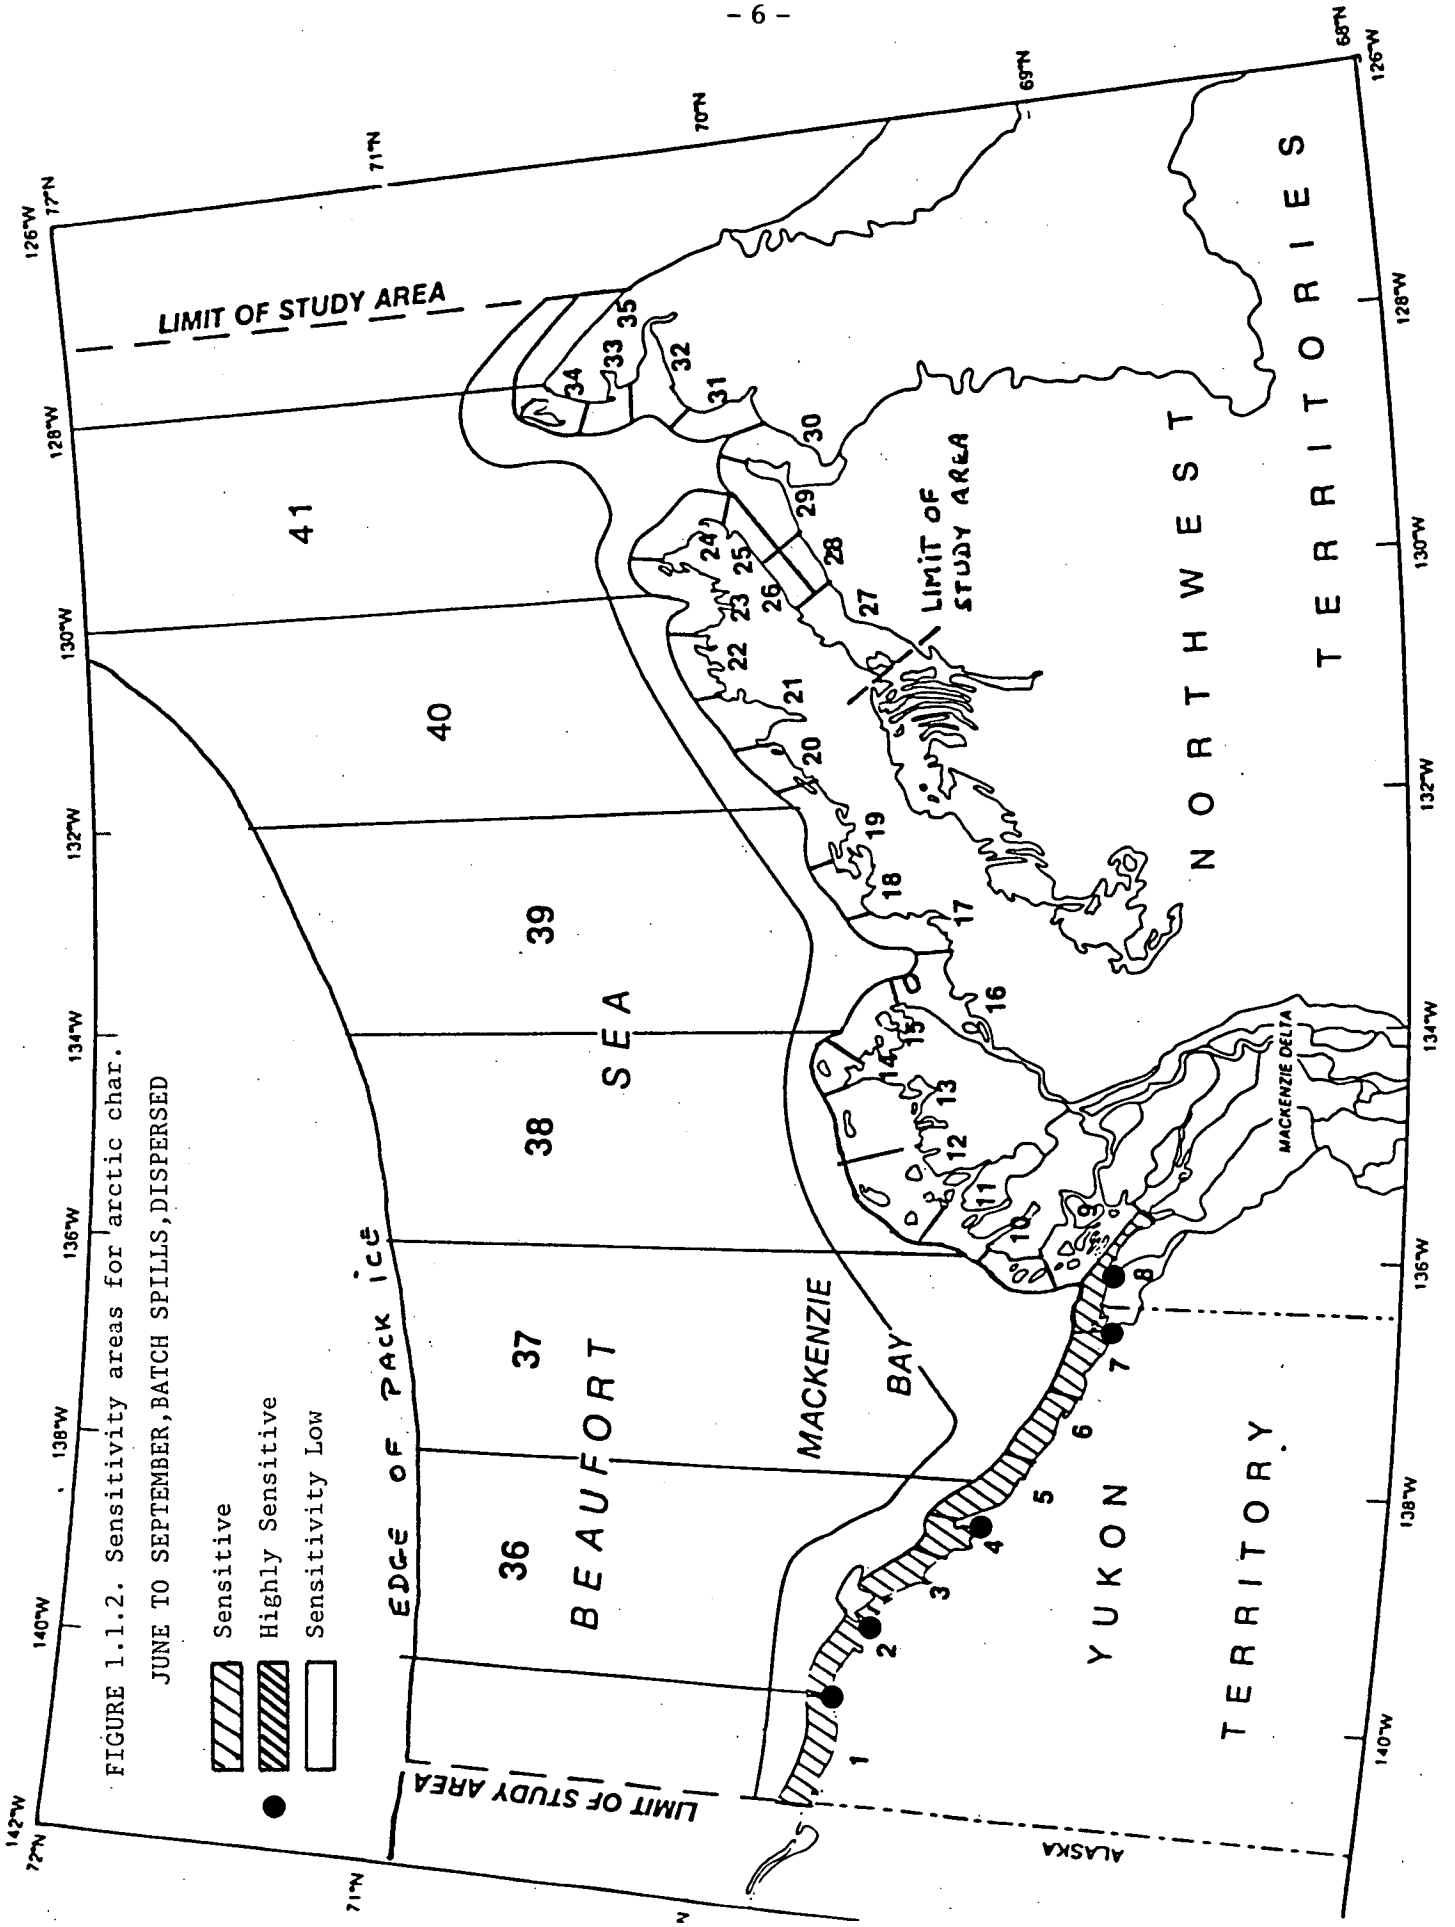 - 6 -
FIGURE 1.1.2. Sensitivity areas for arctic char.
JUNE TO SEPTEMBER,BATCH SPILLS,DISPERSED
Sensitive
Highly Sensitive
Sensitivity Low
142°W
140°W
138°W
136°W
134°W
132°W
130°W
128°W
126°W
72°N
72°N
71°N
71°N
N
70°N
69°N
68°N
126°W
128°W
130°W
132°W
134°W
136°W
138°W
140°W
EDGE OF PACK ICE
LIMIT OF STUDY AREA
LIMIT OF STUDY AREA
LIMIT OF
STUDY AREA
BEAUFORT
SEA
MACKENZIE
BAY
36
37
38
39
40
41
1
2
3
4
5
6
7
8
9
10
11
12
13
14
15
16
17
18
19
20
21
22
23
24
25
26
27
28
29
30
31
32
33
34
35
ALASKA
YUKON
TERRITORY
MACKENZIE DELTA
NORTHWEST
TERRITORIES